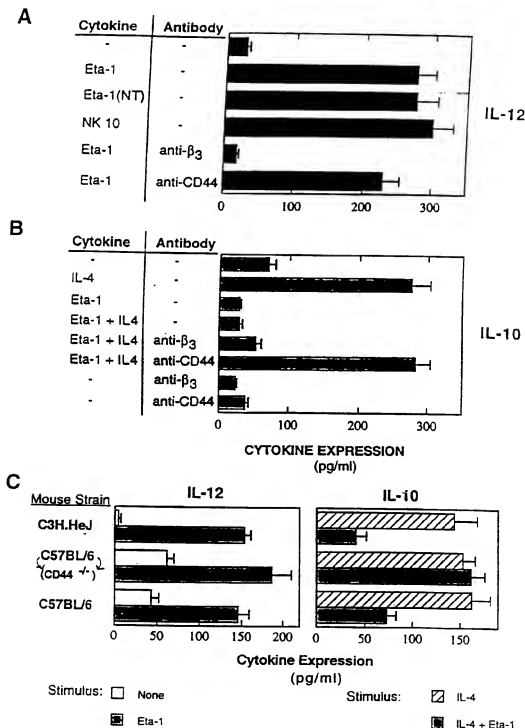 A
Cytokine Antibody
- -
Eta-1 -
Eta-1(NT) -
NK 10 -
Eta-1 anti-β3
Eta-1 anti-CD44
IL-12
0 100 200 300
B
Cytokine Antibody
- -
IL-4 -
Eta-1 -
Eta-1 + IL4 -
Eta-1 + IL4 anti-β3
Eta-1 + IL4 anti-CD44
- anti-β3
- anti-CD44
IL-10
0 100 200 300
CYTOKINE EXPRESSION
(pg/ml)
C
IL-12 IL-10
Mouse Strain
C3H.HeJ
C57BL/6
(CD44 -/-)
C57BL/6
0 50 100 150 200
0 50 100 150
Cytokine Expression
(pg/ml)
Stimulus: None
Eta-1
Stimulus: IL-4
IL-4 + Eta-1